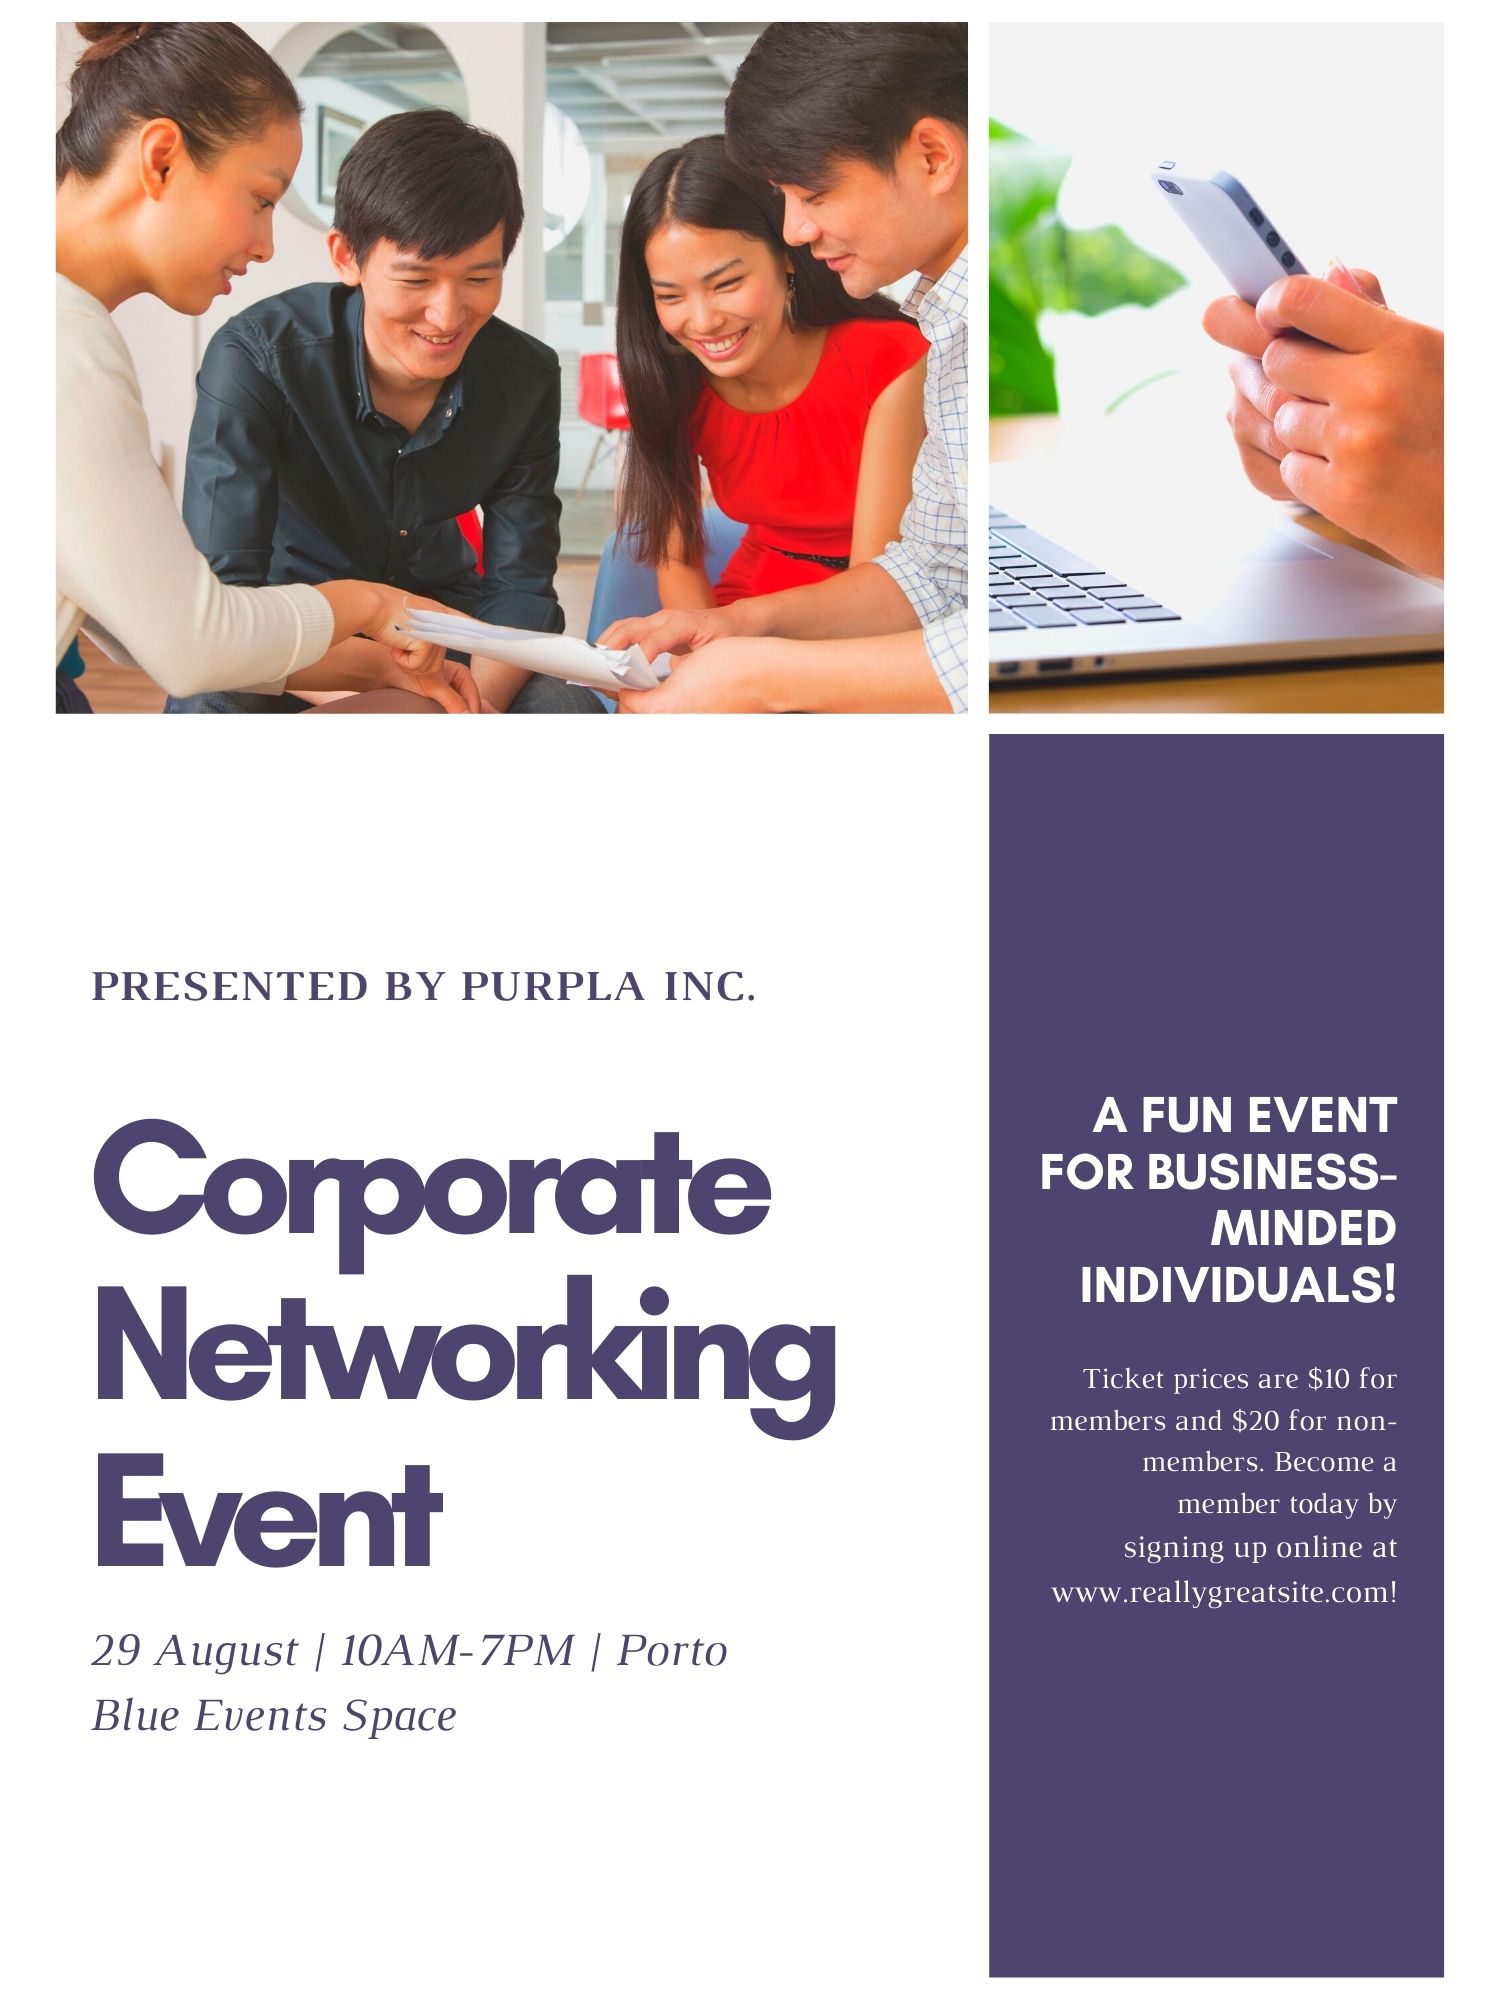 PRESENTED BY PURPLA INC.
Corporate
Networking
Event
29 August | 10AM-7PM | Porto
Blue Events Space
A FUN EVENT
FOR BUSINESS-
MINDED
INDIVIDUALS!
Ticket prices are $10 for
members and $20 for non-
members. Become a
member today by
signing up online at
www.reallygreatsite.com!